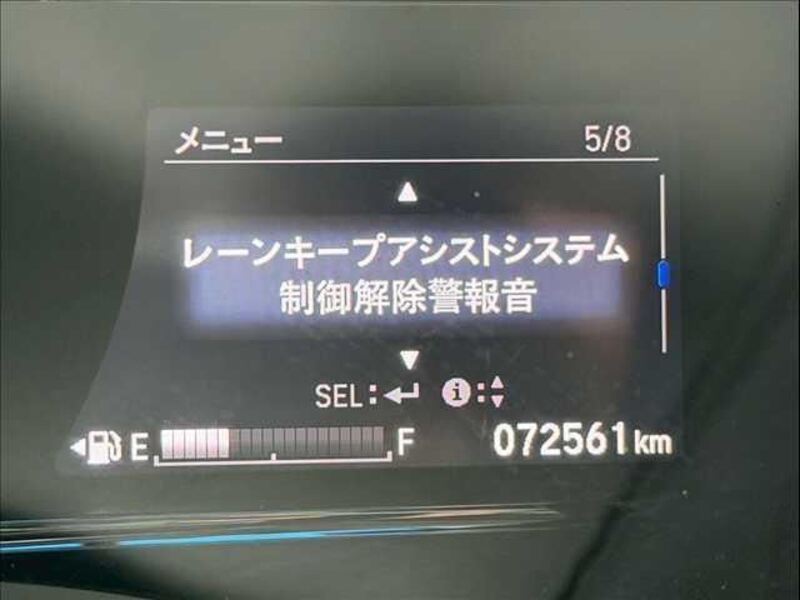 メニュー 5/8
レーンキープアシストシステム
制御解除警報音
SEL: i:
E F 072561km